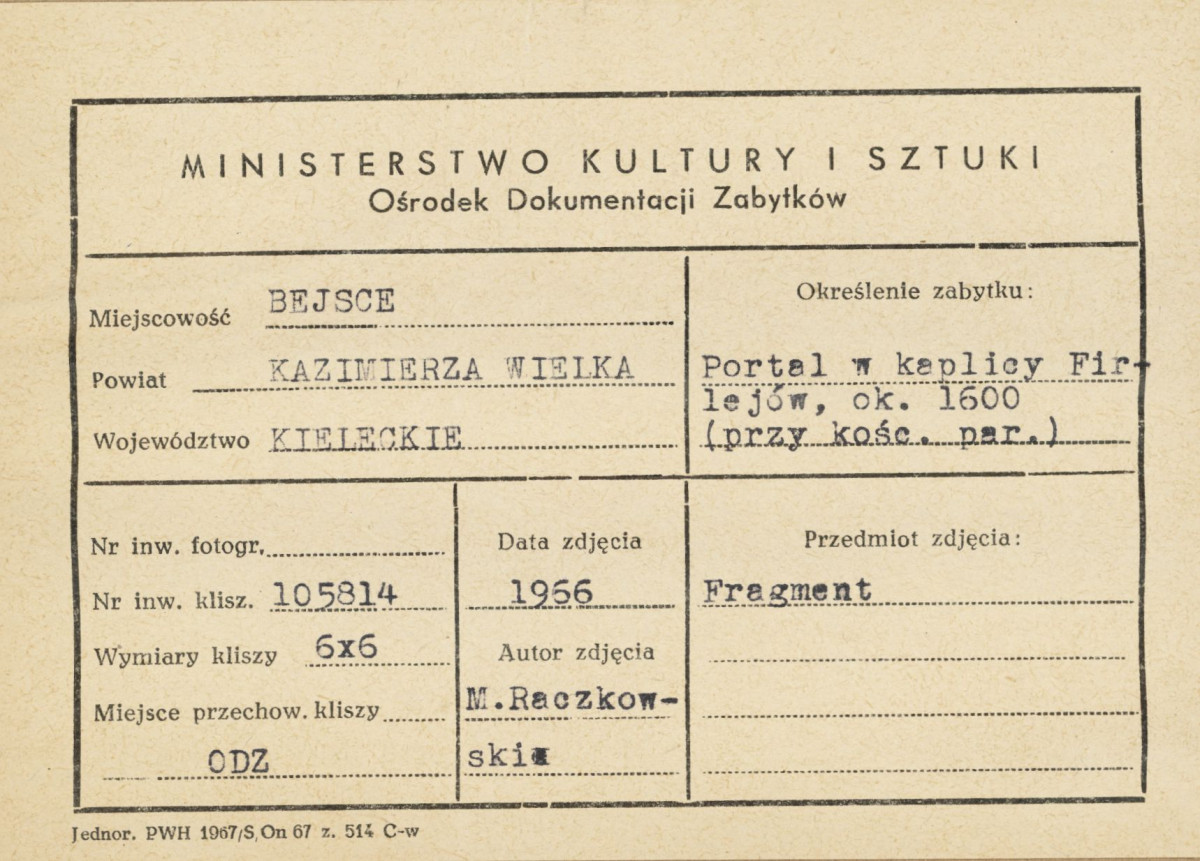 MINISTERSTWO KULTURY I SZTUKI
Ośrodek Dokumentacji Zabytków
Miejscowość BEJSCE
Powiat KAZIMIERZA WIELKA
Województwo KIELECKIE
Określenie zabytku:
Portal w kaplicy Fir-
lejów, ok. 1600
(przy kośc. par.)
Nr inw. fotogr.
Nr inw. klisz. 105814
Wymiary kliszy 6x6
Miejsce przechow. kliszy
ODZ
Data zdjęcia
1966
Autor zdjęcia
M.Raczkow-
ski
Przedmiot zdjęcia:
Fragment
Jednor. PWH 1967/S, On 67 z. 514 C-w